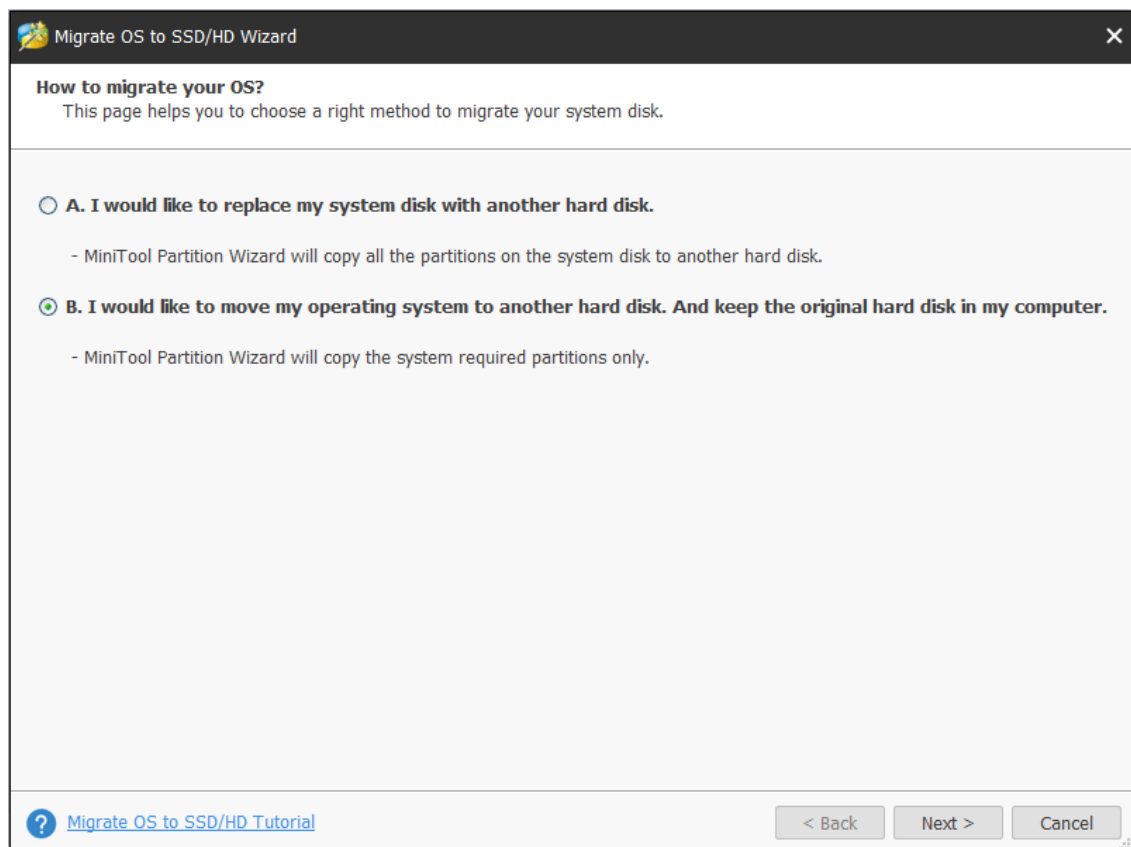 Migrate OS to SSD/HD Wizard
How to migrate your OS?
This page helps you to choose a right method to migrate your system disk.
A. I would like to replace my system disk with another hard disk.
- MiniTool Partition Wizard will copy all the partitions on the system disk to another hard disk.
B. I would like to move my operating system to another hard disk. And keep the original hard disk in my computer.
- MiniTool Partition Wizard will copy the system required partitions only.
? Migrate OS to SSD/HD Tutorial
< Back Next > Cancel